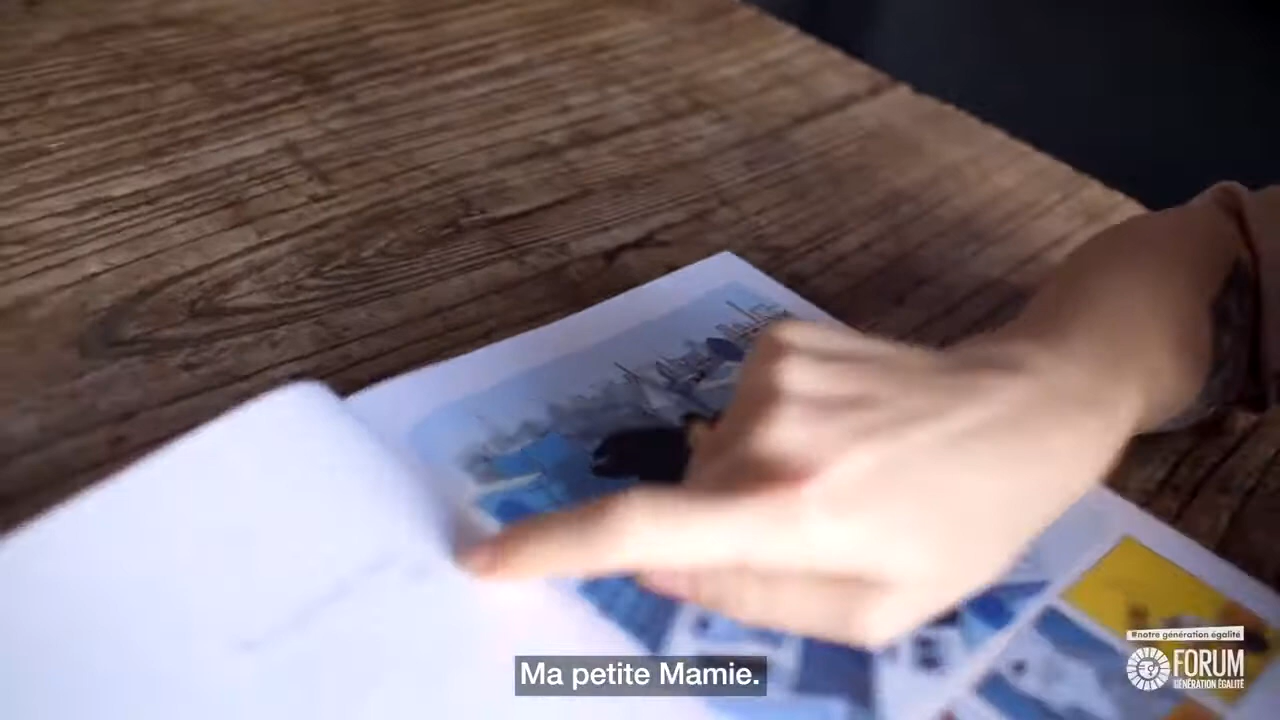 Ma petite Mamie.
#notre génération égalité
FORUM
GÉNÉRATION ÉGALITÉ